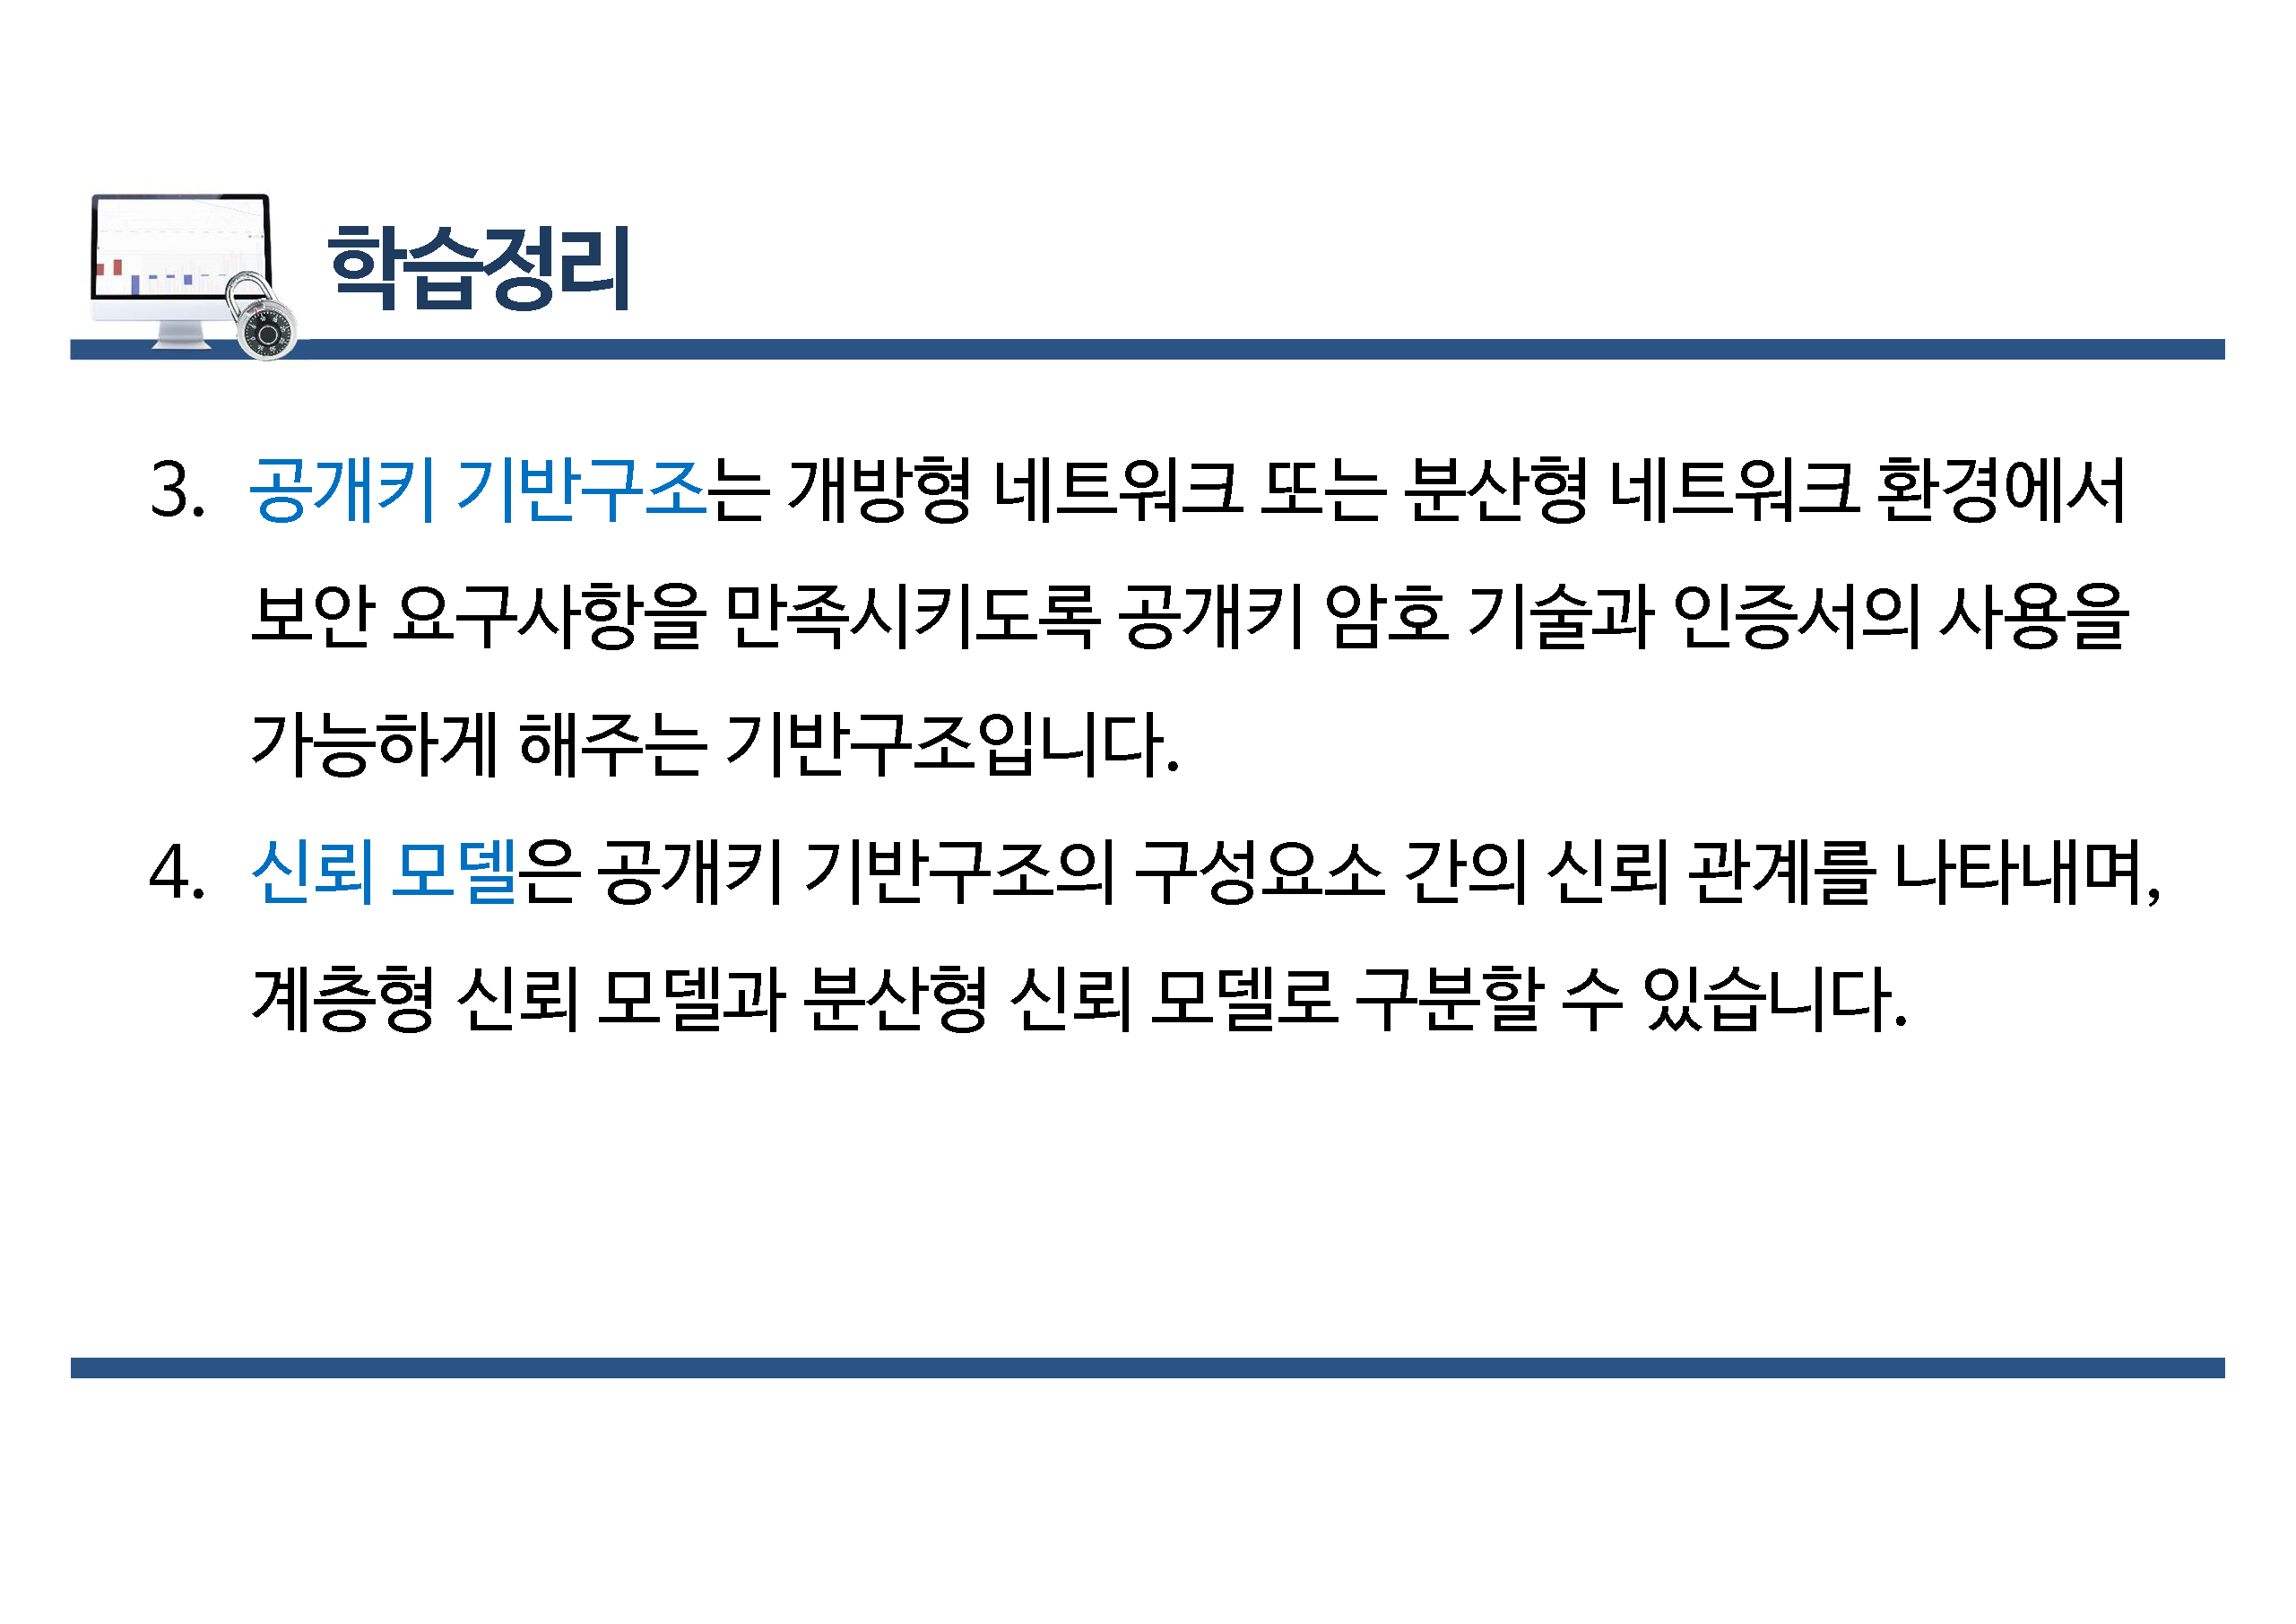 학습정리
3. 공개키 기반구조는 개방형 네트워크 또는 분산형 네트워크 환경에서
보안 요구사항을 만족시키도록 공개키 암호 기술과 인증서의 사용을
가능하게 해주는 기반구조입니다.
4. 신뢰 모델은 공개키 기반구조의 구성요소 간의 신뢰 관계를 나타내며,
계층형 신뢰 모델과 분산형 신뢰 모델로 구분할 수 있습니다.